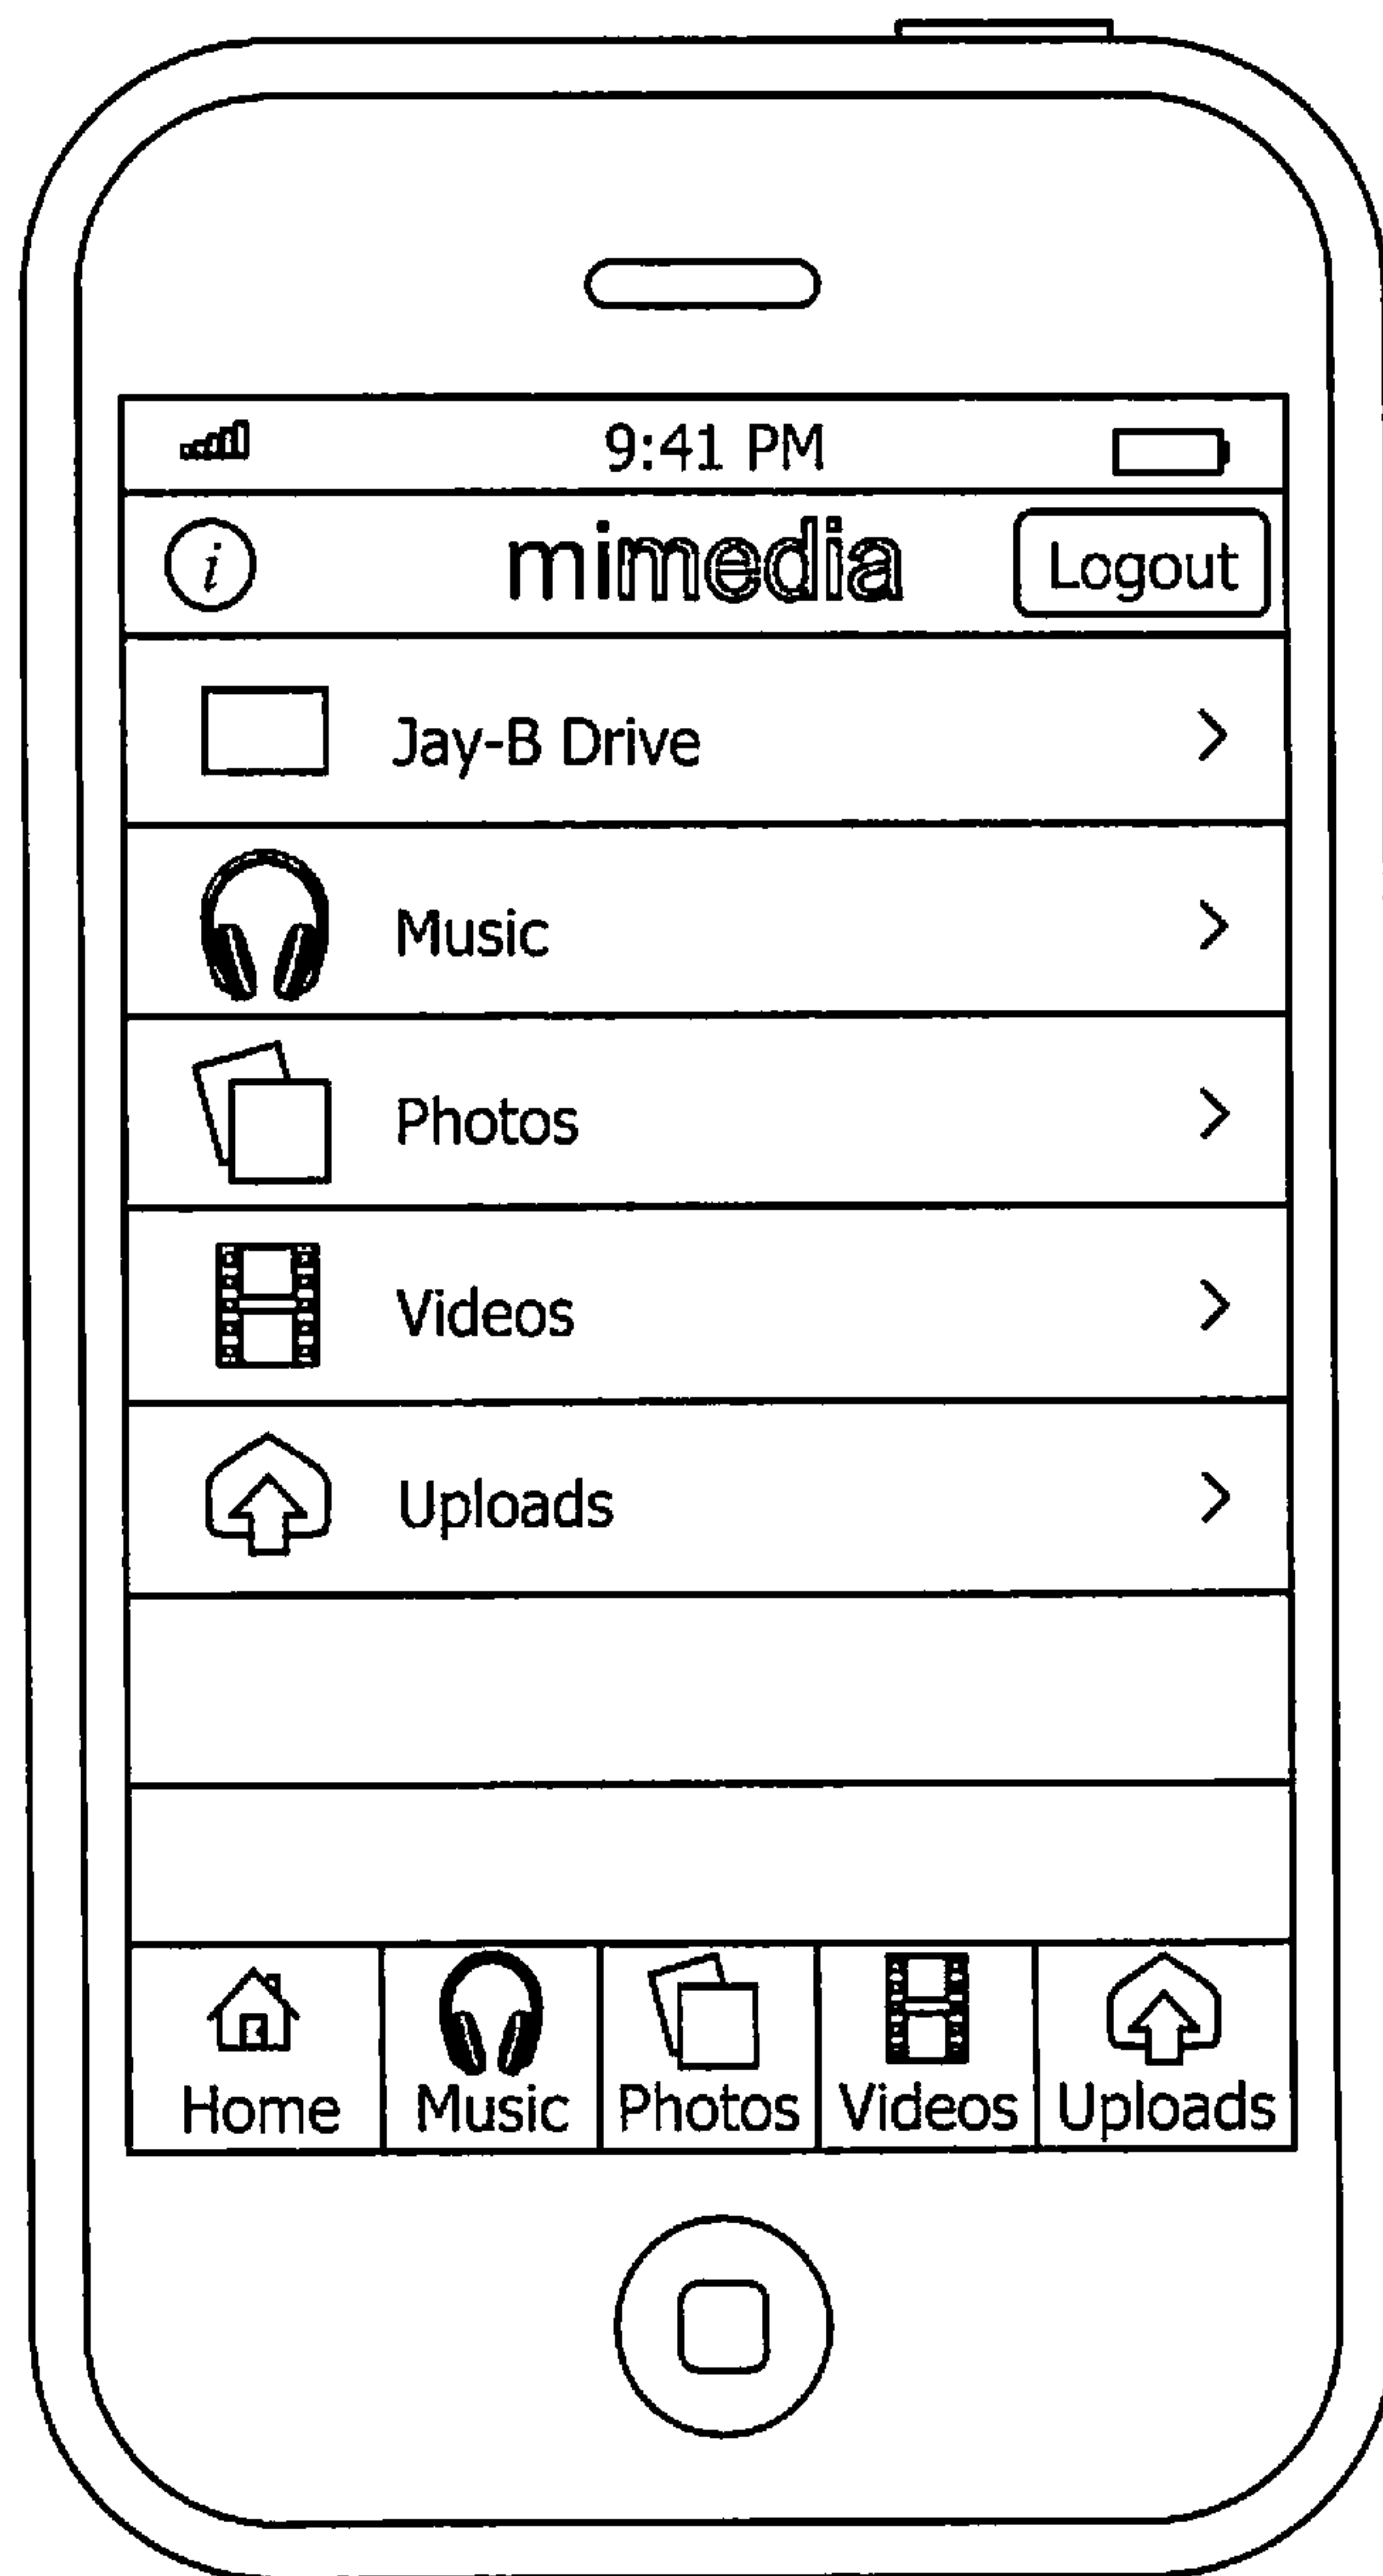 9:41 PM
i mimedia Logout
Jay-B Drive
Music
Photos
Videos
Uploads
Home Music Photos Videos Uploads